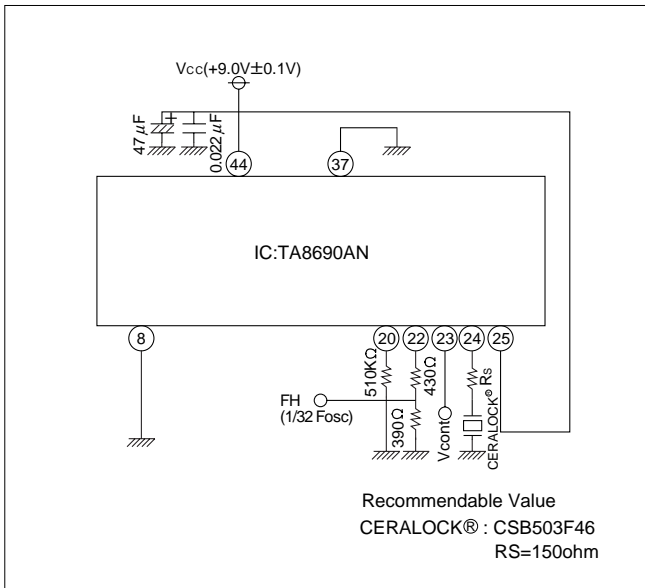 Vcc(+9.0V±0.1V)
47μF
+
0.022μF
44
37
IC:TA8690AN
8
20
22
23
24
25
510KΩ
430Ω
FH
(1/32 Fosc)
390Ω
Vcont
CERALOCK® Rs
Recommendable Value
CERALOCK® : CSB503F46
RS=150ohm